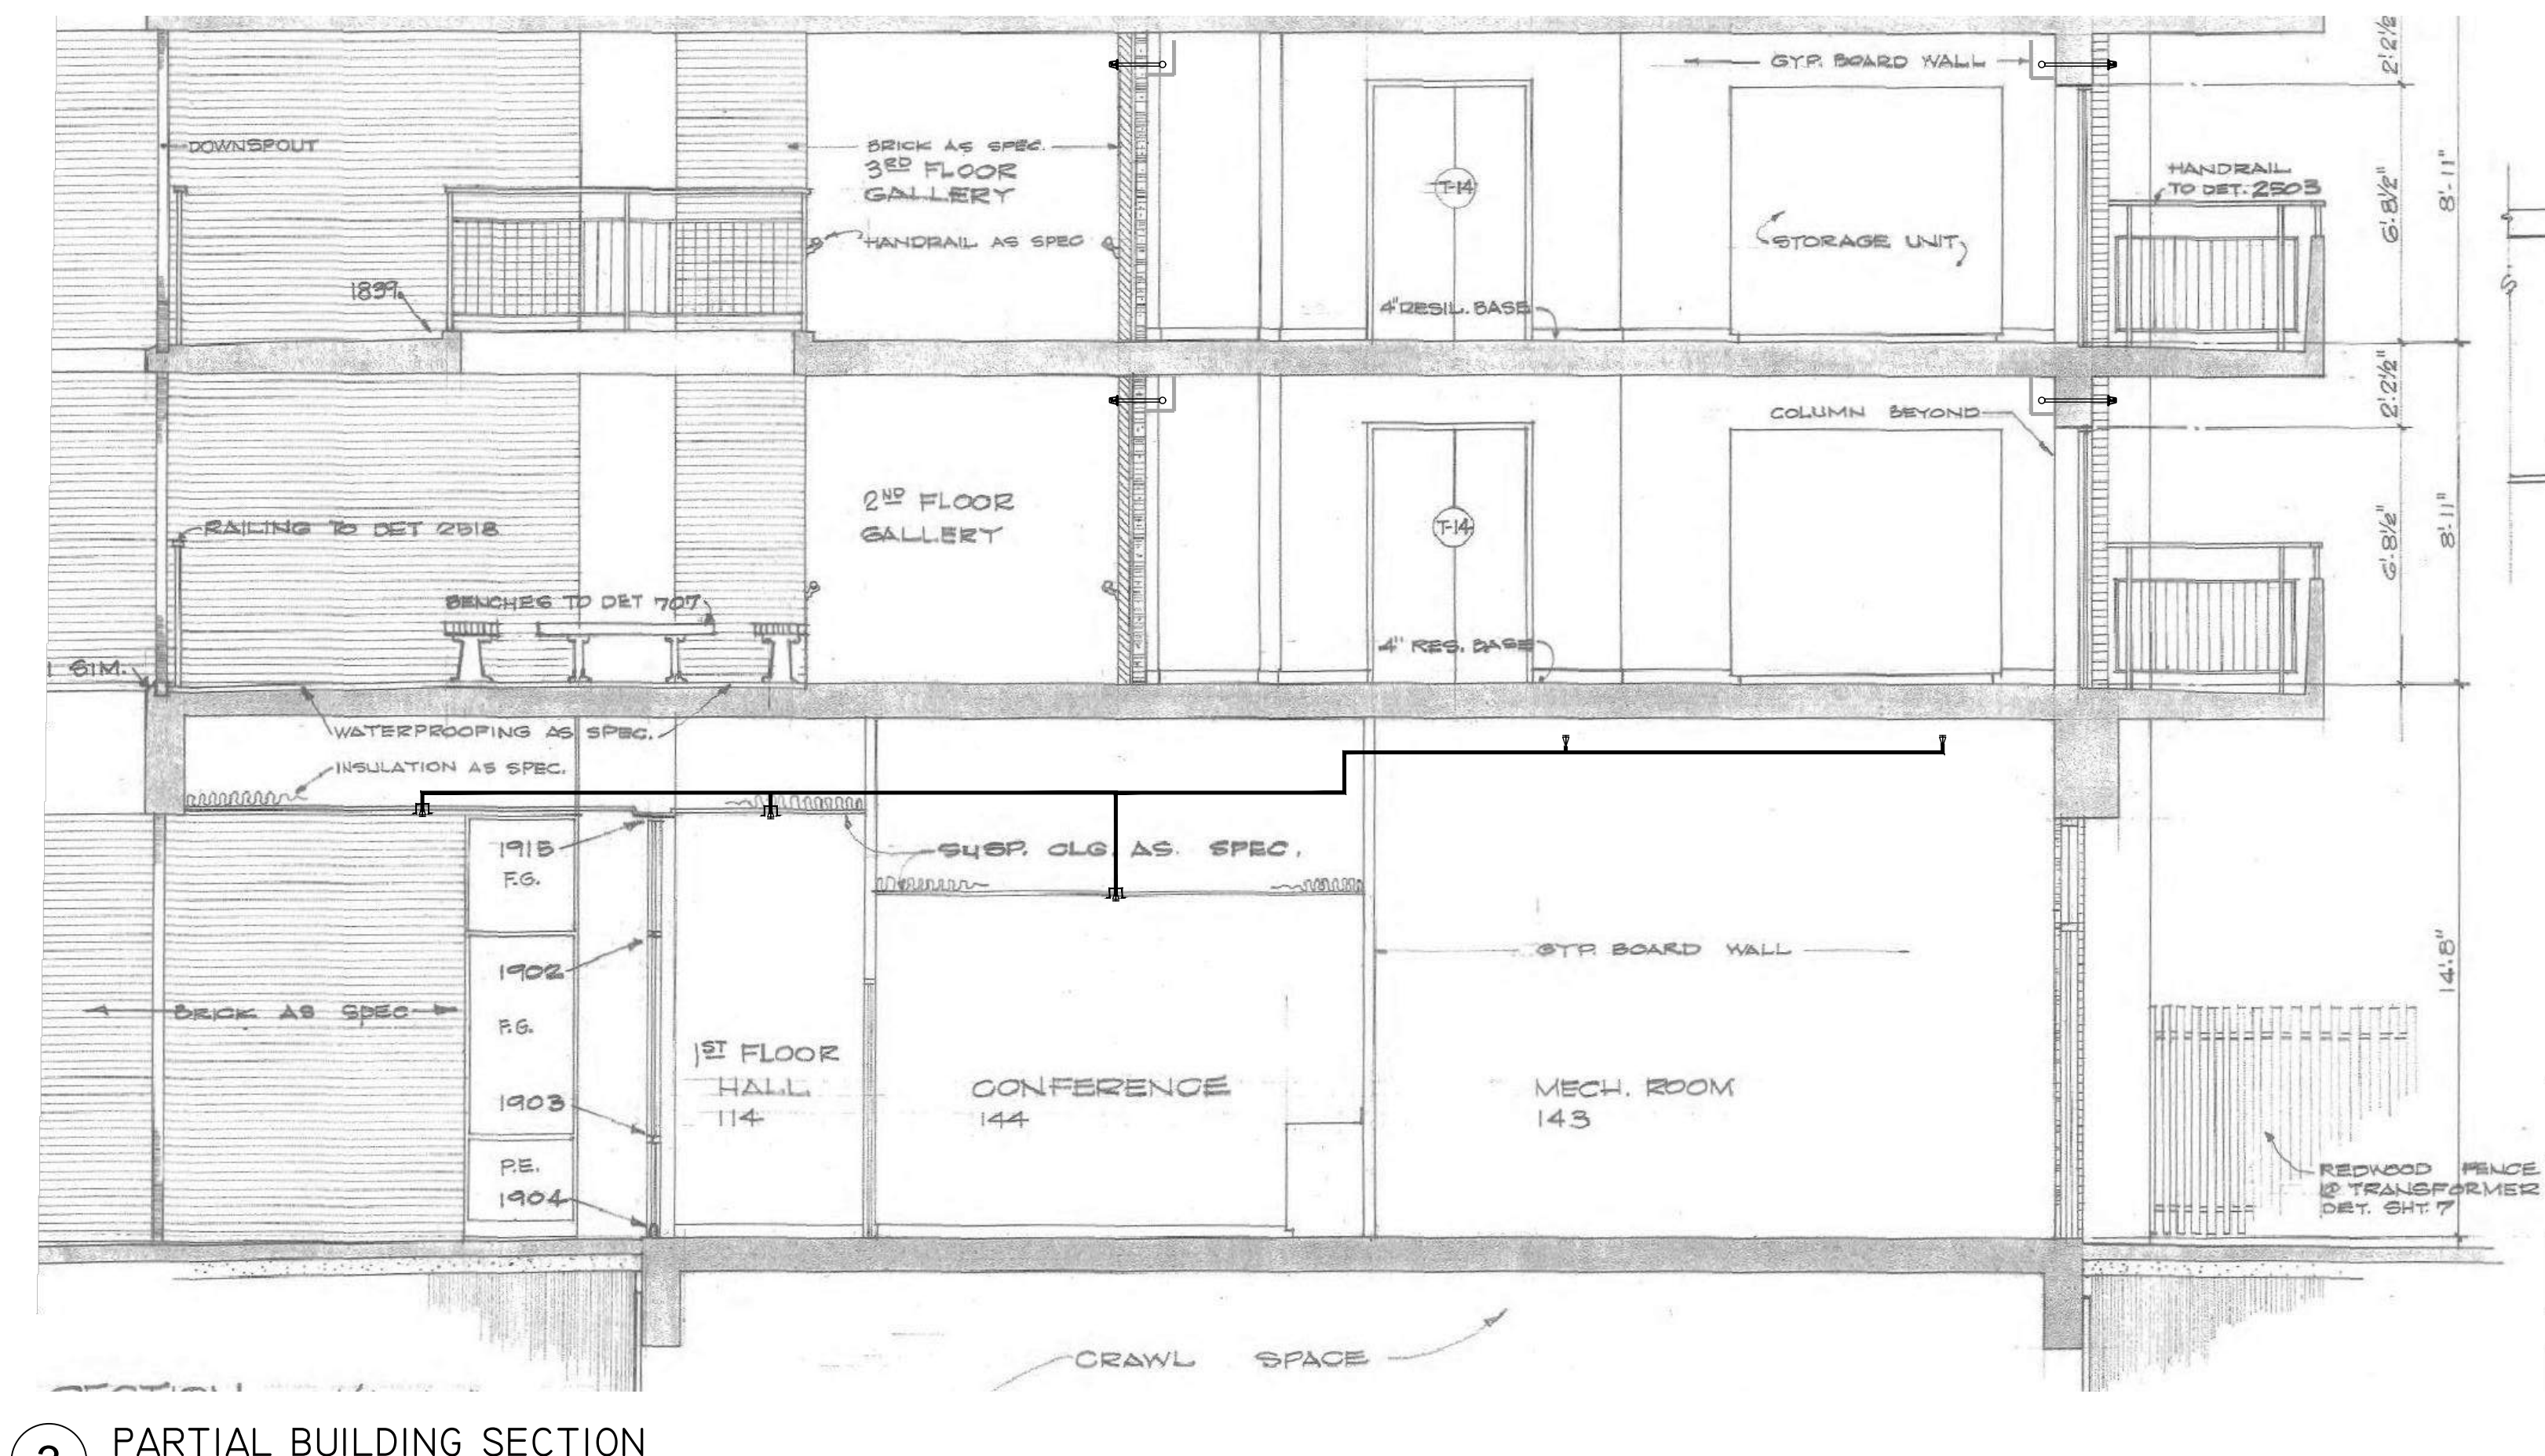 GYP. BOARD WALL
2'2½"
DOWNSPOUT
BRICK AS SPEC.
3RD FLOOR
GALLERY
HANDRAIL
TO DET. 2503
T-14
6'8½"
8'-11"
HANDRAIL AS SPEC
STORAGE UNIT
1839
4" RESIL. BASE
2'2½"
COLUMN BEYOND
2ND FLOOR
GALLERY
T-14
6'8½"
8'-11"
RAILING TO DET 2518
BENCHES TO DET 707
4" RES. BASE
1 SIM.
WATERPROOFING AS SPEC.
INSULATION AS SPEC.
1915
F.G.
SUSP. CLG. AS. SPEC.
1902
GYP. BOARD WALL
14'8"
BRICK AS SPEC
F.G.
1ST FLOOR
HALL
114
CONFERENCE
144
MECH. ROOM
143
1903
P.E.
1904
REDWOOD FENCE
@ TRANSFORMER
DET. SHT. 7
CRAWL SPACE
SECTION
PARTIAL BUILDING SECTION